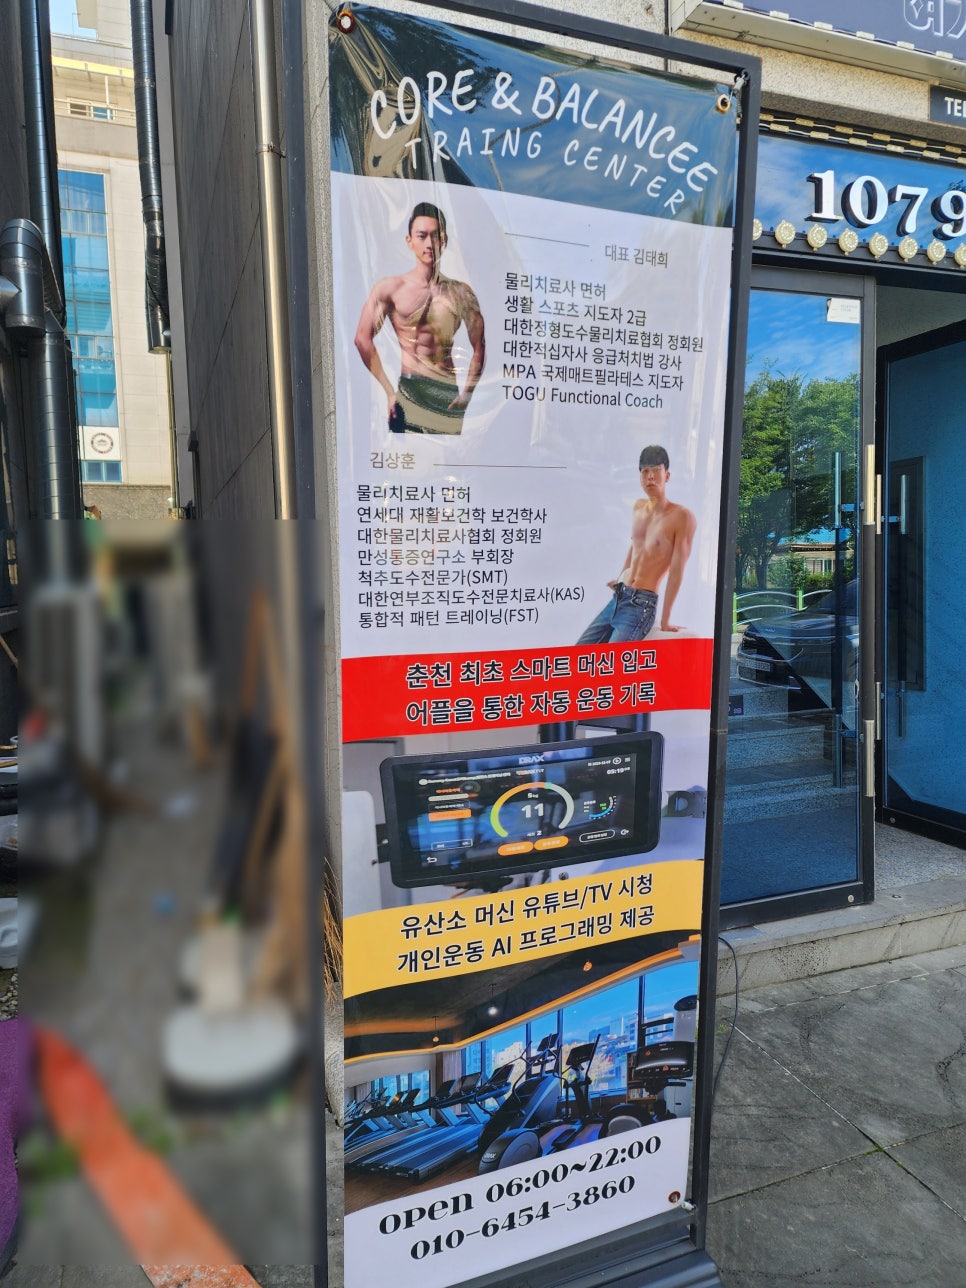 CORE & BALANCEE
TRAING CENTER
대표 김태희
물리치료사 면허
생활 스포츠 지도자 2급
대한정형도수물리치료협회 정회원
대한적십자사 응급처치법 강사
MPA 국제매트필라테스 지도자
TOGU Functional Coach
김상훈
물리치료사 면허
연세대 재활보건학 보건학사
대한물리치료사협회 정회원
만성통증연구소 부회장
척추도수전문가(SMT)
대한연부조직도수전문치료사(KAS)
통합적 패턴 트레이닝(FST)
춘천 최초 스마트 머신 입고
어플을 통한 자동 운동 기록
DRAX
5kg
11
유산소 머신 유튜브/TV 시청
개인운동 AI 프로그래밍 제공
open 06:00~22:00
010-6454-3860
1079